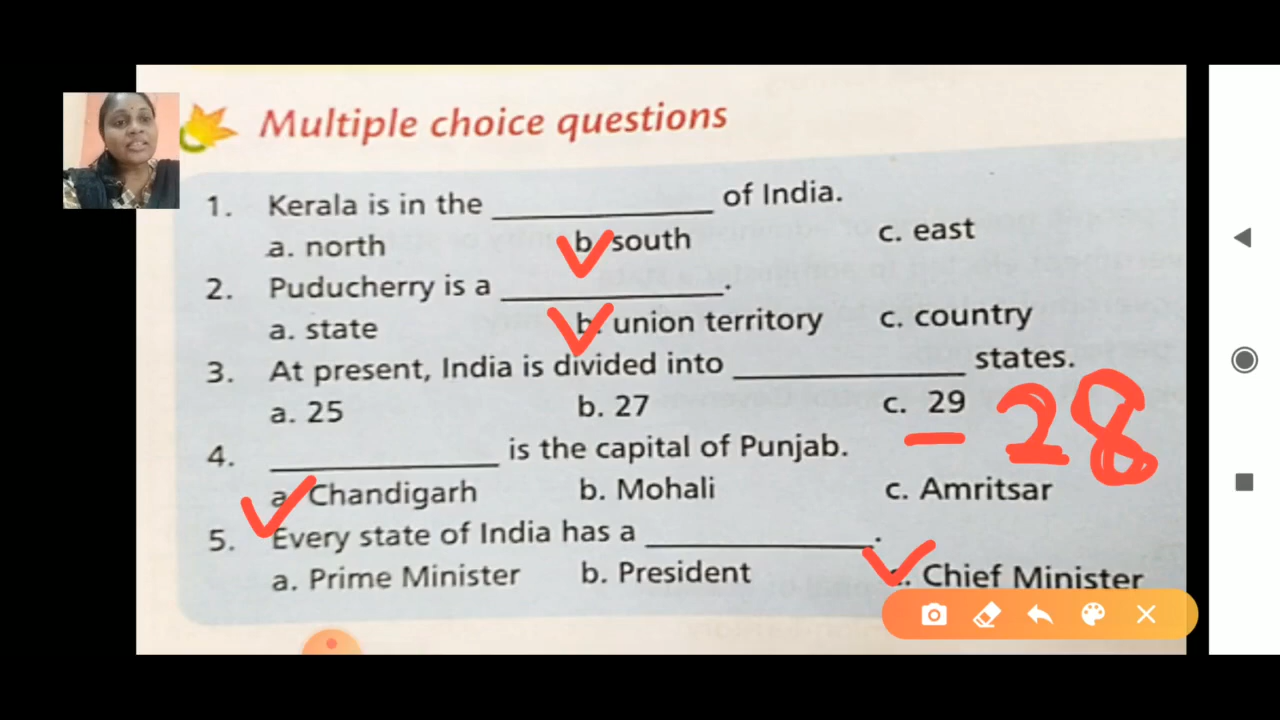 Multiple choice questions
1. Kerala is in the ____________ of India.
a. north b. south c. east
2. Puducherry is a ____________.
a. state b. union territory c. country
3. At present, India is divided into ____________ states.
a. 25 b. 27 c. 29 – 28
4. ____________ is the capital of Punjab.
a. Chandigarh b. Mohali c. Amritsar
5. Every state of India has a ____________.
a. Prime Minister b. President c. Chief Minister